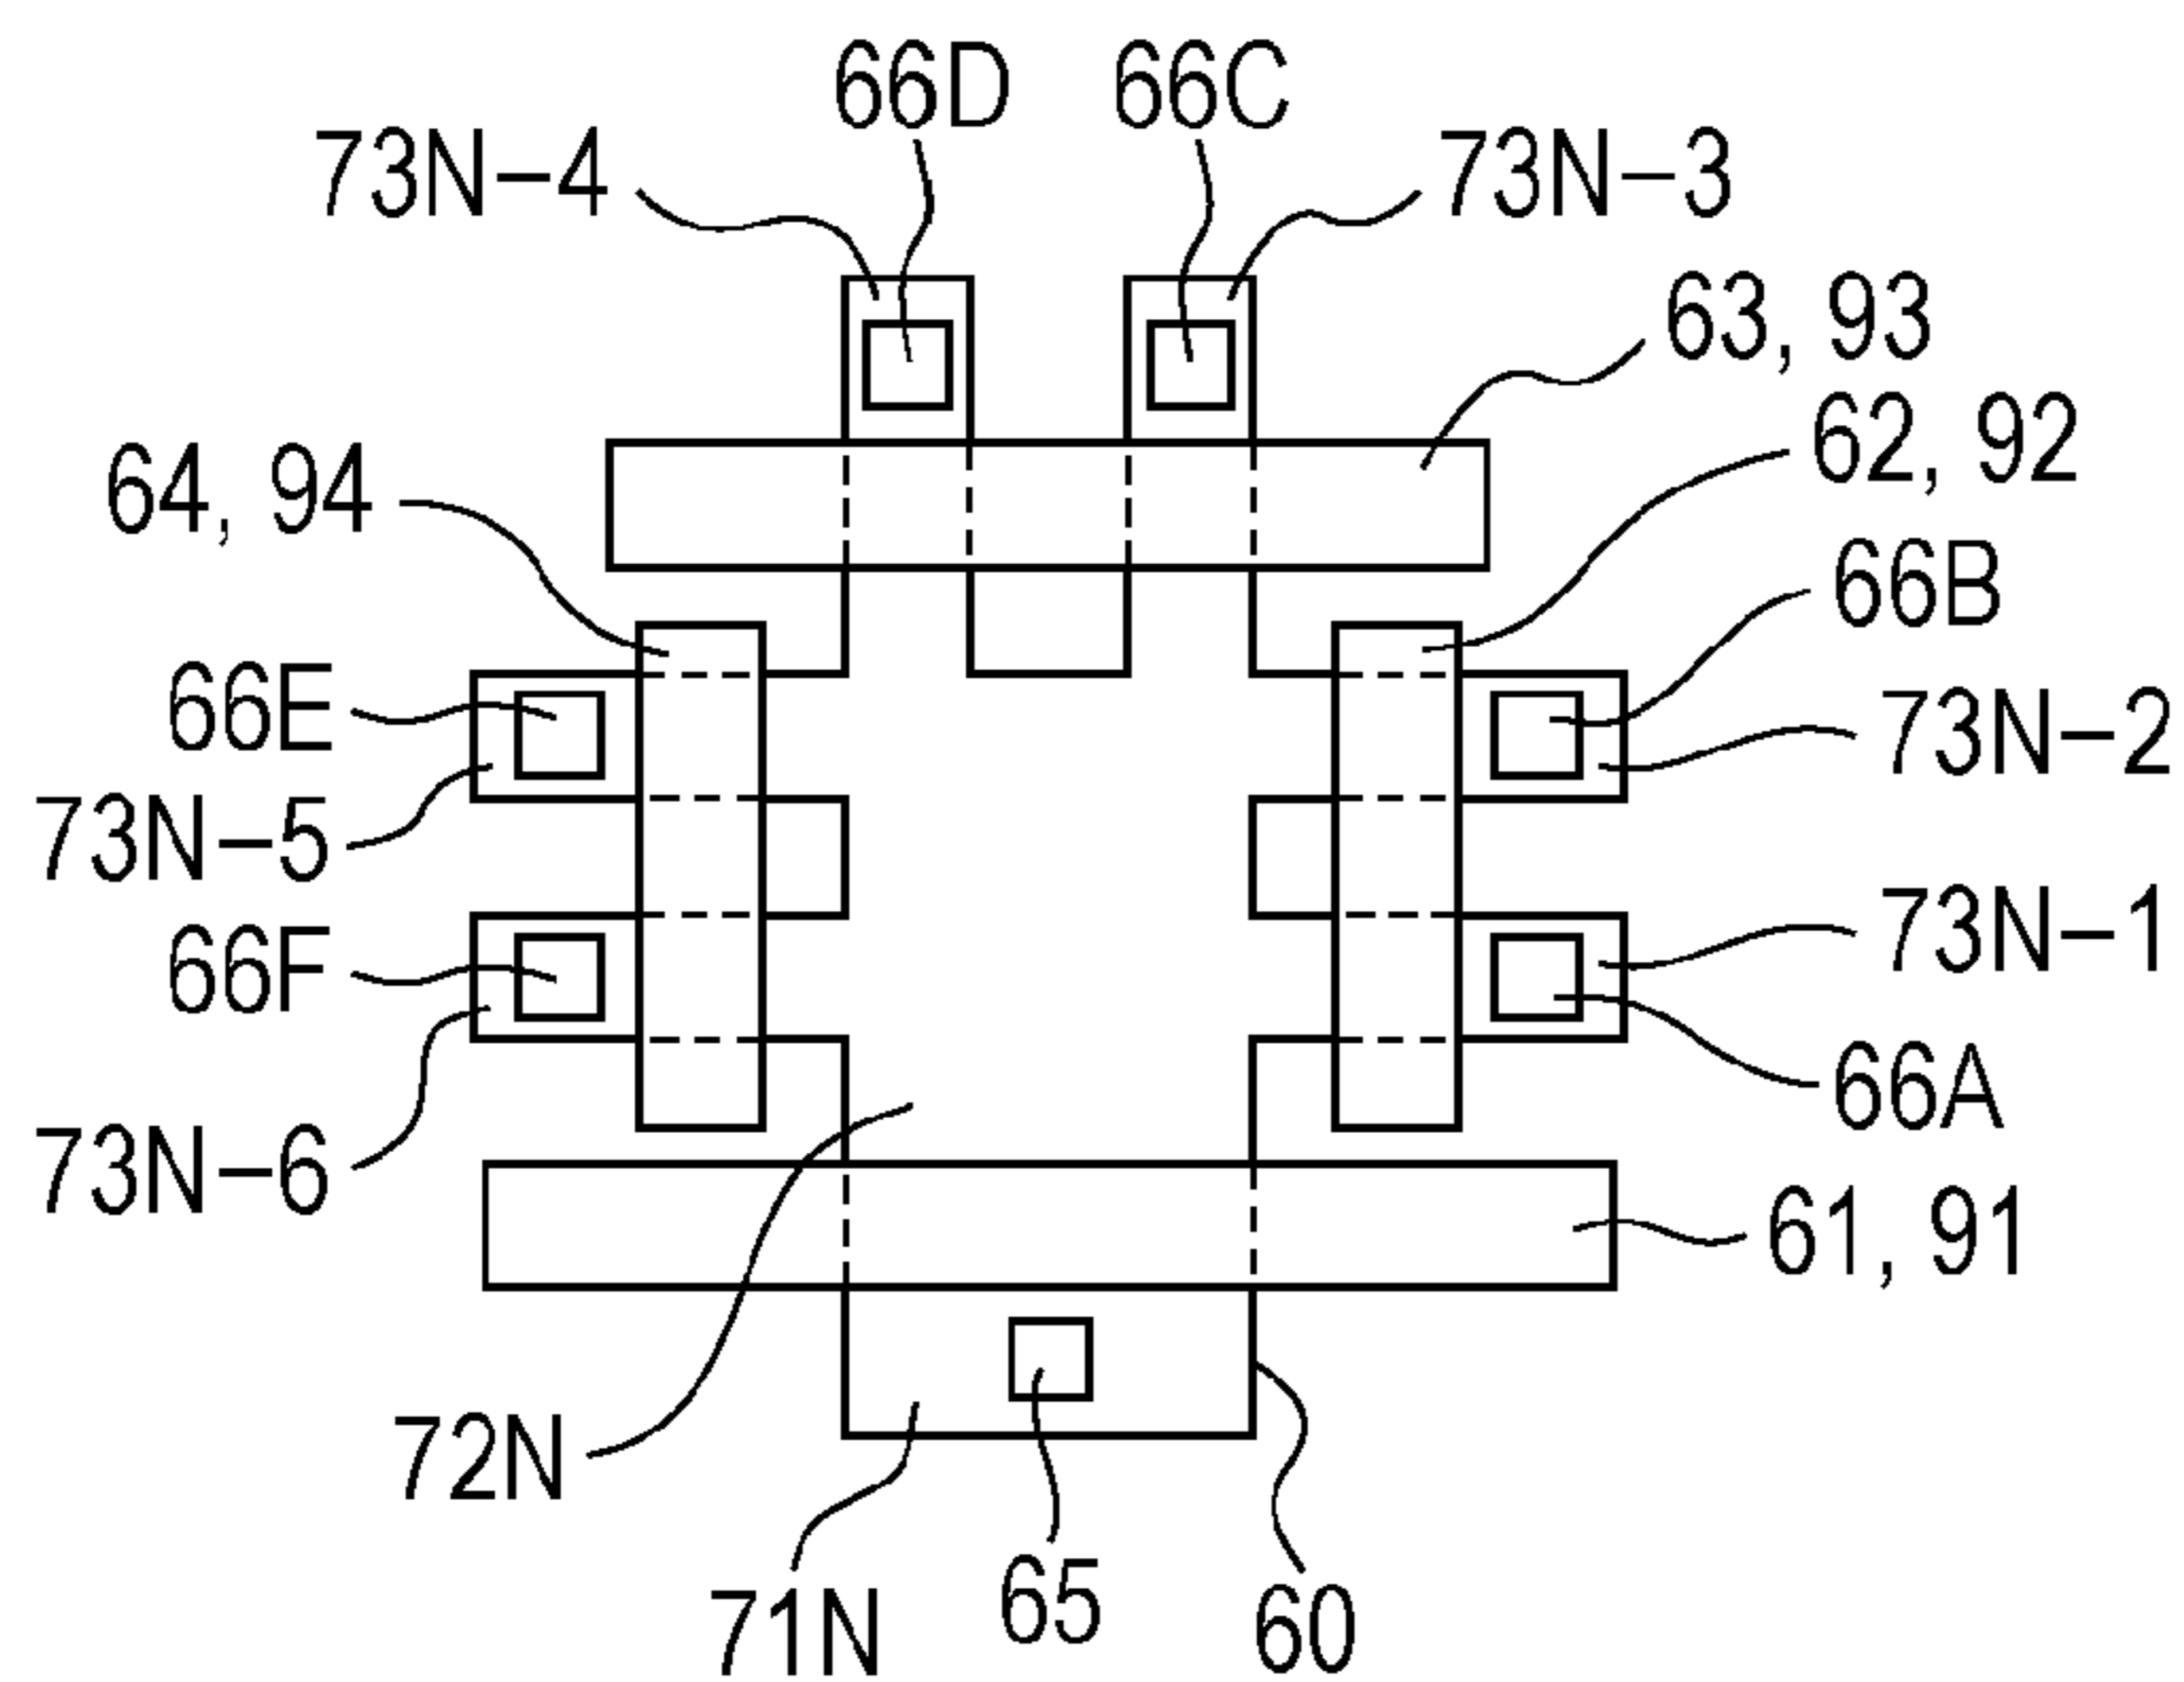 66D 66C
73N-4 73N-3
63, 93
62, 92
64, 94
66B
66E
73N-2
73N-5
73N-1
66F
66A
73N-6
61, 91
72N
65
71N 60